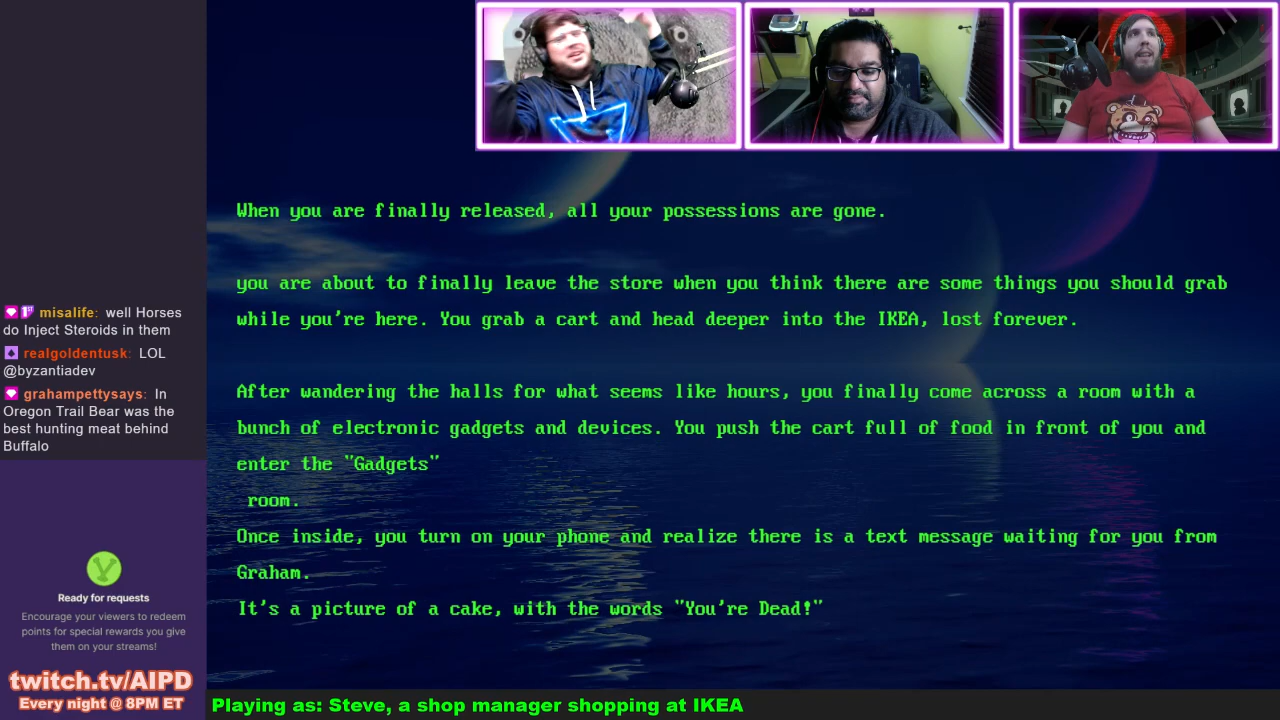 When you are finally released, all your possessions are gone.
you are about to finally leave the store when you think there are some things you should grab
while you're here. You grab a cart and head deeper into the IKEA, lost forever.
After wandering the halls for what seems like hours, you finally come across a room with a
bunch of electronic gadgets and devices. You push the cart full of food in front of you and
enter the "Gadgets"
room.
Once inside, you turn on your phone and realize there is a text message waiting for you from
Graham.
It's a picture of a cake, with the words "You're Dead!"
misalife: well Horses
do Inject Steroids in them
realgoldentusk: LOL
@byzantiadev
grahampettysays: In
Oregon Trail Bear was the
best hunting meat behind
Buffalo
Ready for requests
Encourage your viewers to redeem
points for special rewards you give
them on your streams!
twitch.tv/AIPD
Every night @ 8PM ET
Playing as: Steve, a shop manager shopping at IKEA